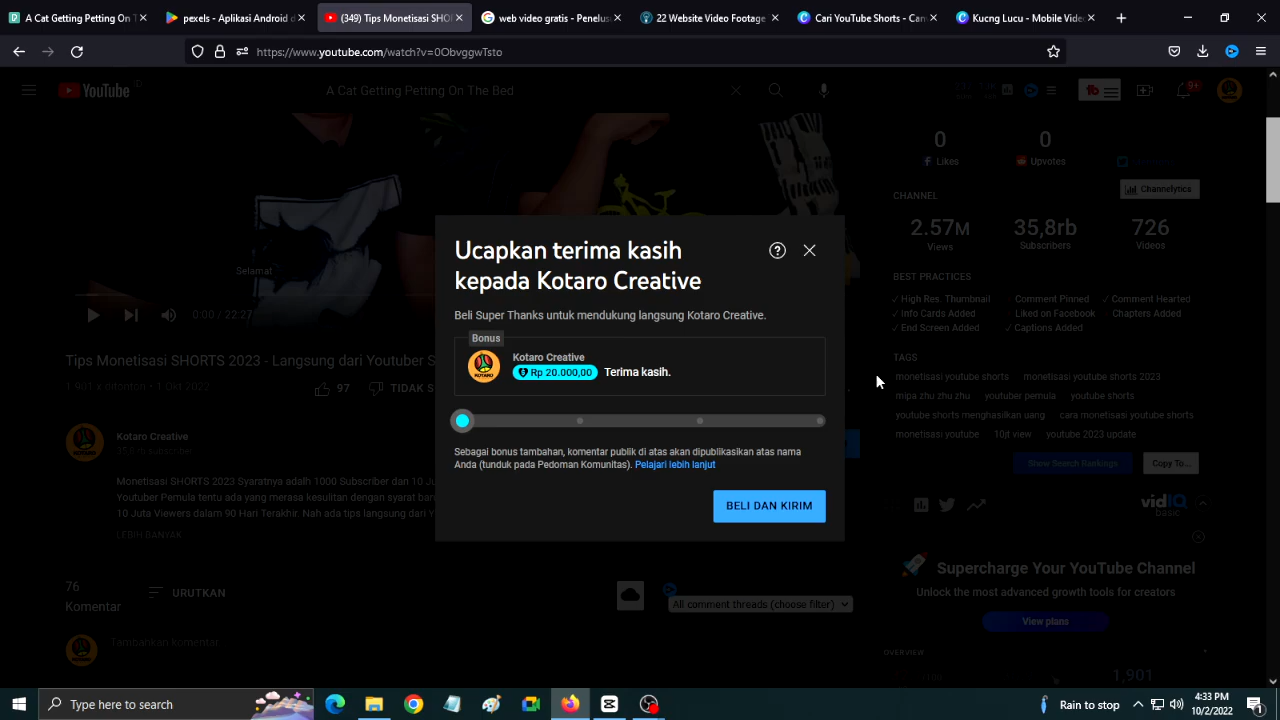 pexels - Aplikasi Android d
(349) Tips Monetisasi SHOR
web video gratis - Penelus
22 Website Video Footage
Cari YouTube Shorts - Can
Kucng Lucu - Mobile Vide
https://www.youtube.com/watch?v=0ObvggwTsto
YouTube
A Cat Getting Petting On The Bed
9+
0
0
Likes
Upvotes
CHANNEL
Channelytics
2.57M
35,8rb
726
Views
Subscribers
Videos
BEST PRACTICES
High Res. Thumbnail
Comment Pinned
Comment Hearted
Info Cards Added
Liked on Facebook
Chapters Added
End Screen Added
Captions Added
TAGS
monetisasi youtube shorts
monetisasi youtube shorts 2023
mipa zhu zhu zhu
youtuber pemula
youtube shorts
youtube shorts menghasilkan uang
cara monetisasi youtube shorts
monetisasi youtube
10jt view
youtube 2023 update
Show Search Rankings
Copy To...
vidIQ
basic
Supercharge Your YouTube Channel
Unlock the most advanced growth tools for creators
View plans
OVERVIEW
1,901
Selamat
0:00 / 22:27
Tips Monetisasi SHORTS 2023 - Langsung dari Youtuber S
1.901 x ditonton • 1 Okt 2022
97
TIDAK S
Kotaro Creative
35,8 rb subscriber
Monetisasi SHORTS 2023 Syaratnya adalh 1000 Subscriber dan 10 J
Youtuber Pemula tentu ada yang merasa kesulitan dengan syarat ban
10 Juta Viewers dalam 90 Hari Terakhir. Nah ada tips langsung dari Y
LEBIH BANYAK
76
Komentar
URUTKAN
All comment threads (choose filter)
Tambahkan komentar
Ucapkan terima kasih
kepada Kotaro Creative
Beli Super Thanks untuk mendukung langsung Kotaro Creative.
Bonus
Kotaro Creative
Rp 20.000,00 Terima kasih.
KOTARO
Sebagai bonus tambahan, komentar publik di atas akan dipublikasikan atas nama
Anda (tunduk pada Pedoman Komunitas). Pelajari lebih lanjut
BELI DAN KIRIM
Type here to search
Rain to stop
4:33 PM
10/2/2022